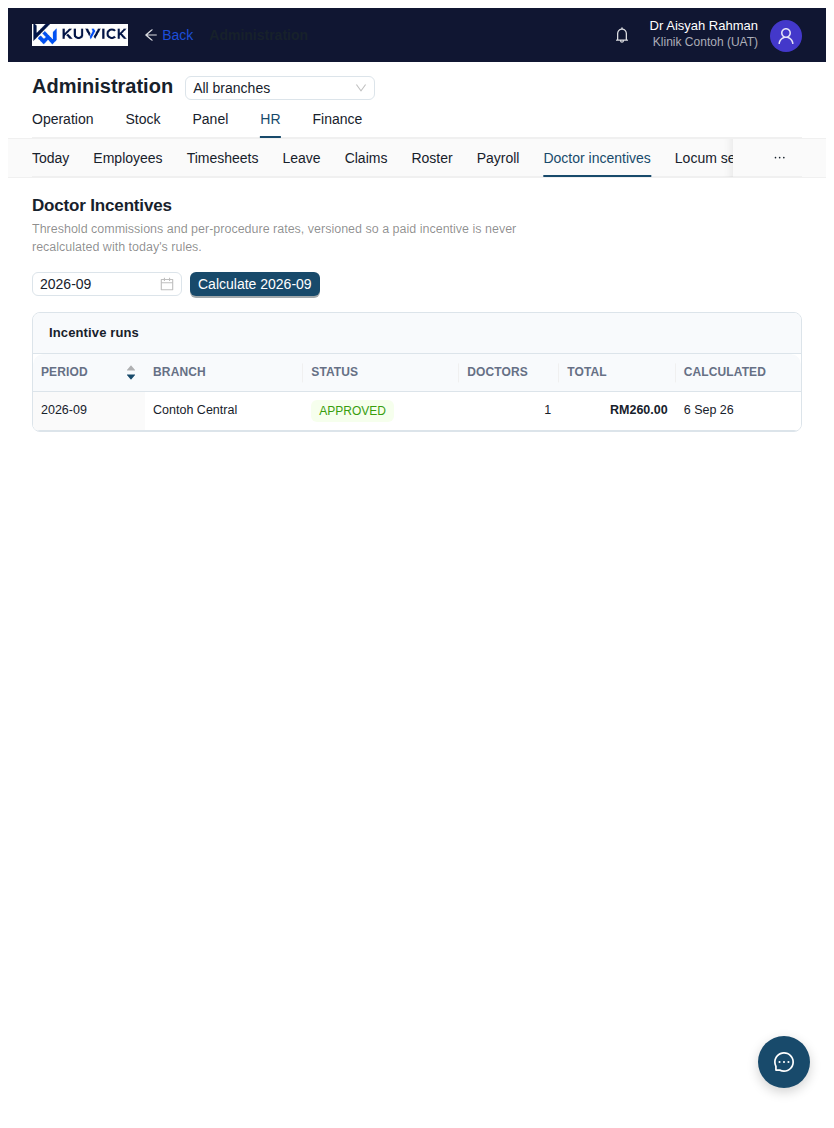 KUWICK
Back
Administration
Dr Aisyah Rahman
Klinik Contoh (UAT)
Administration
All branches
Operation Stock Panel HR Finance
Today Employees Timesheets Leave Claims Roster Payroll Doctor incentives Locum se ···
Doctor Incentives
Threshold commissions and per-procedure rates, versioned so a paid incentive is never
recalculated with today's rules.
2026-09
Calculate 2026-09
Incentive runs
PERIOD BRANCH STATUS DOCTORS TOTAL CALCULATED
2026-09 Contoh Central APPROVED 1 RM260.00 6 Sep 26